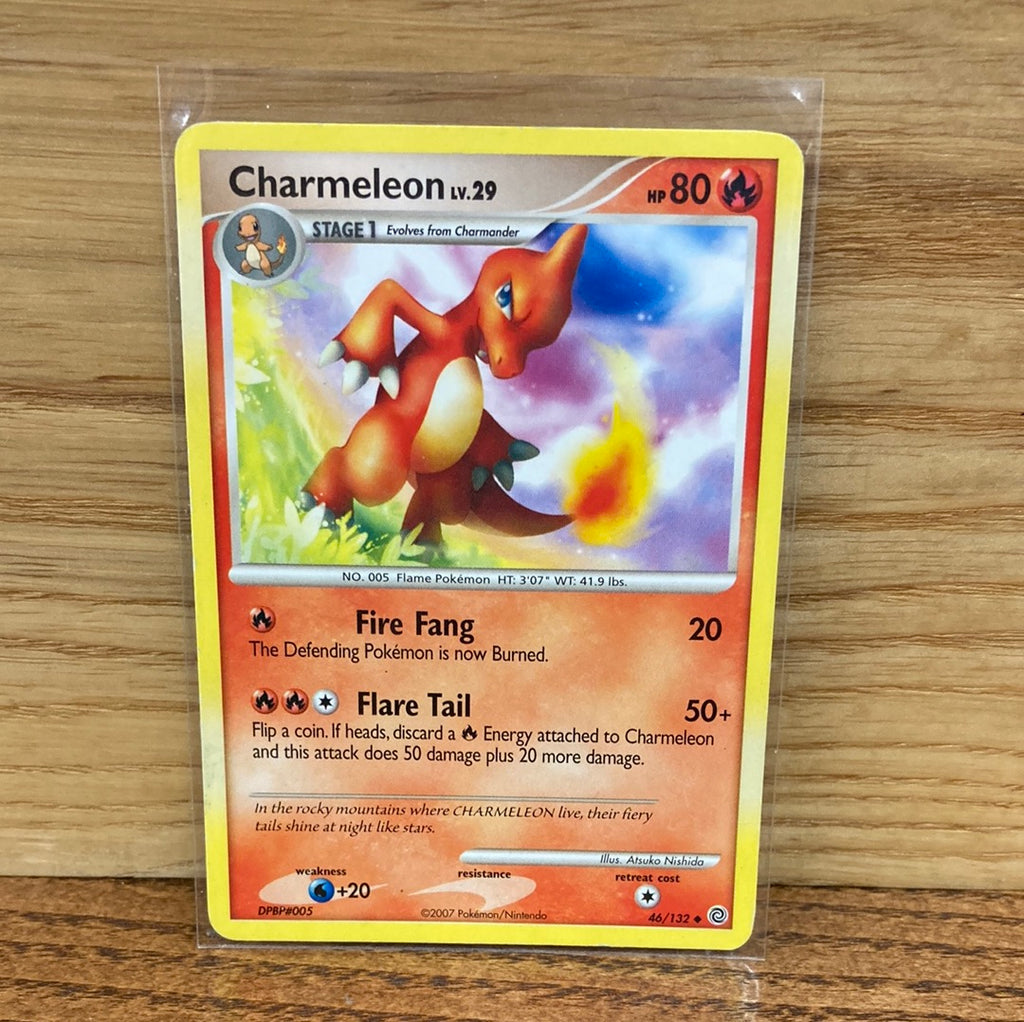 Charmeleon LV.29 HP 80
STAGE 1 Evolves from Charmander
NO. 005 Flame Pokémon HT: 3'07" WT: 41.9 lbs.
Fire Fang 20
The Defending Pokémon is now Burned.
Flare Tail 50+
Flip a coin. If heads, discard a Energy attached to Charmeleon
and this attack does 50 damage plus 20 more damage.
In the rocky mountains where CHARMELEON live, their fiery
tails shine at night like stars.
Illus. Atsuko Nishida
weakness resistance retreat cost
+20
DPBP#005 ©2007 Pokémon/Nintendo 46/132